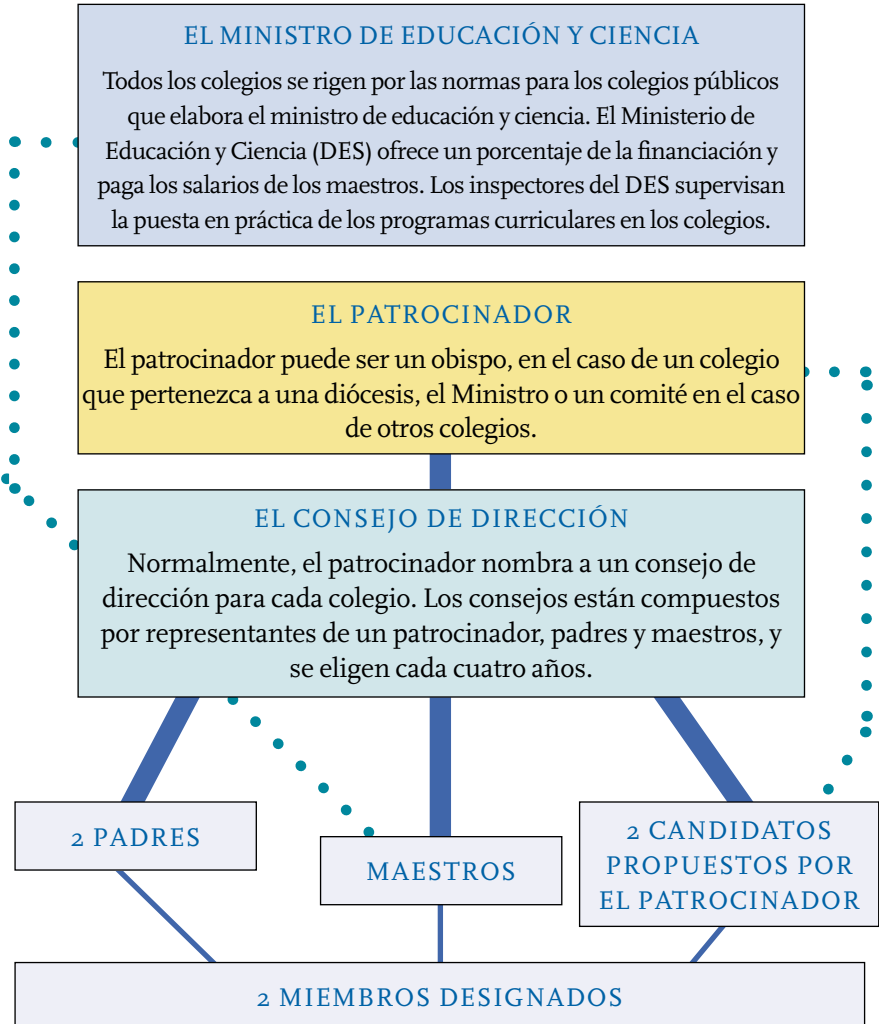 EL MINISTRO DE EDUCACIÓN Y CIENCIA
Todos los colegios se rigen por las normas para los colegios públicos
que elabora el ministro de educación y ciencia. El Ministerio de
Educación y Ciencia (DES) ofrece un porcentaje de la financiación y
paga los salarios de los maestros. Los inspectores del DES supervisan
la puesta en práctica de los programas curriculares en los colegios.
EL PATROCINADOR
El patrocinador puede ser un obispo, en el caso de un colegio
que pertenezca a una diócesis, el Ministro o un comité en el caso
de otros colegios.
EL CONSEJO DE DIRECCIÓN
Normalmente, el patrocinador nombra a un consejo de
dirección para cada colegio. Los consejos están compuestos
por representantes de un patrocinador, padres y maestros, y
se eligen cada cuatro años.
2 PADRES
MAESTROS
2 CANDIDATOS
PROPUESTOS POR
EL PATROCINADOR
2 MIEMBROS DESIGNADOS